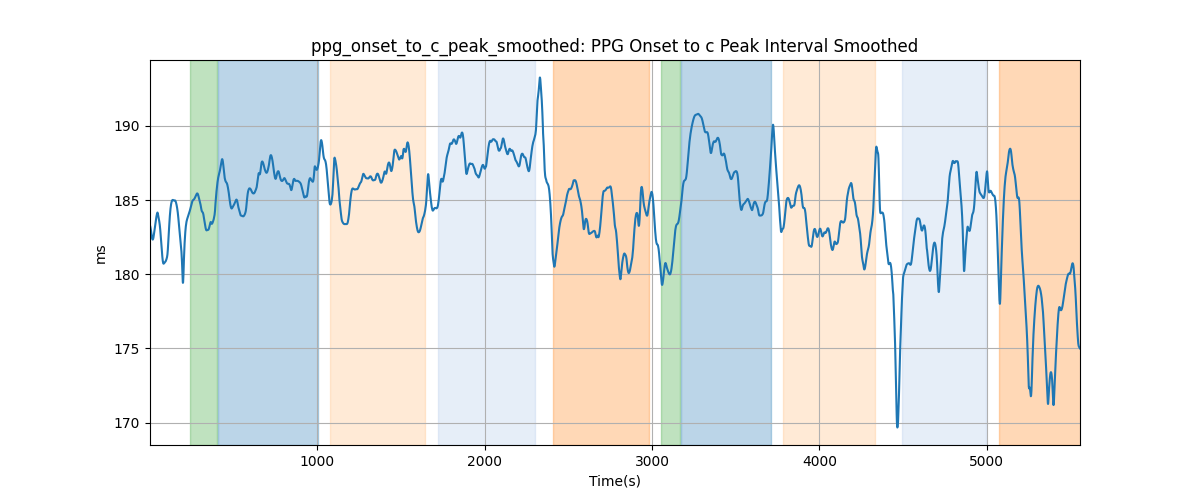 ppg_onset_to_c_peak_smoothed: PPG Onset to c Peak Interval Smoothed
190
185
180
175
170
ms
1000 2000 3000 4000 5000
Time(s)